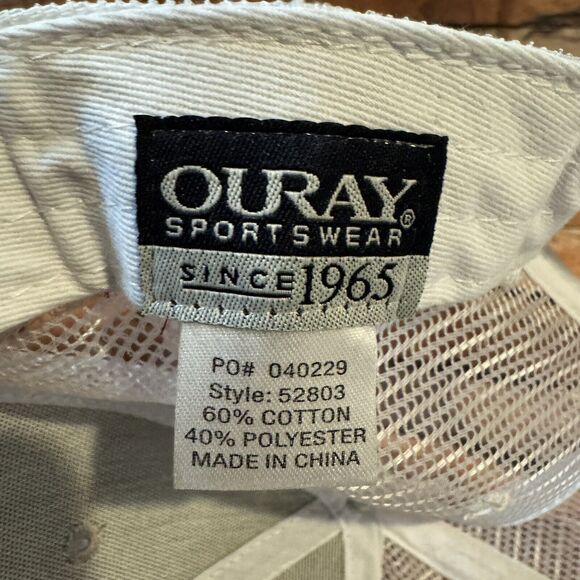 OURAY®
SPORTSWEAR
SINCE 1965
PO# 040229
Style: 52803
60% COTTON
40% POLYESTER
MADE IN CHINA